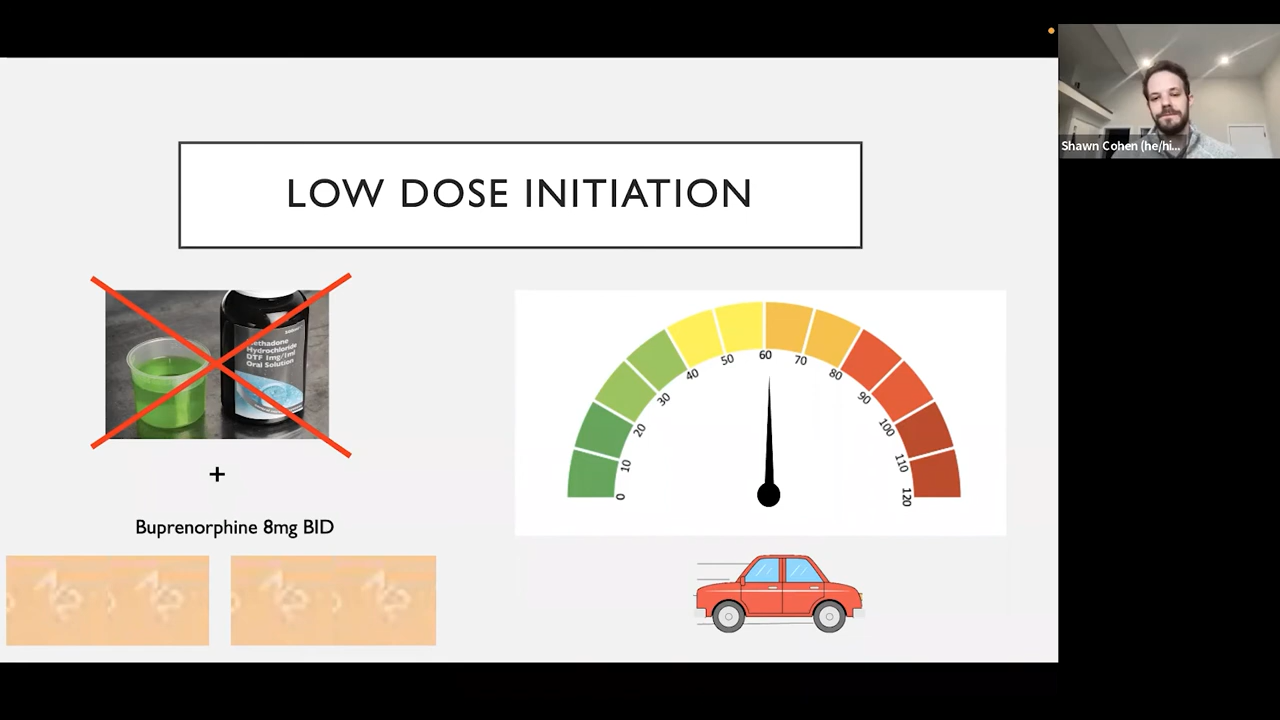 Shawn Cohen (he/hi...
LOW DOSE INITIATION
Methadone
Hydrochloride
DTF 1mg/1ml
Oral Solution
+
Buprenorphine 8mg BID
0
10
20
30
40
50
60
70
80
90
100
110
120